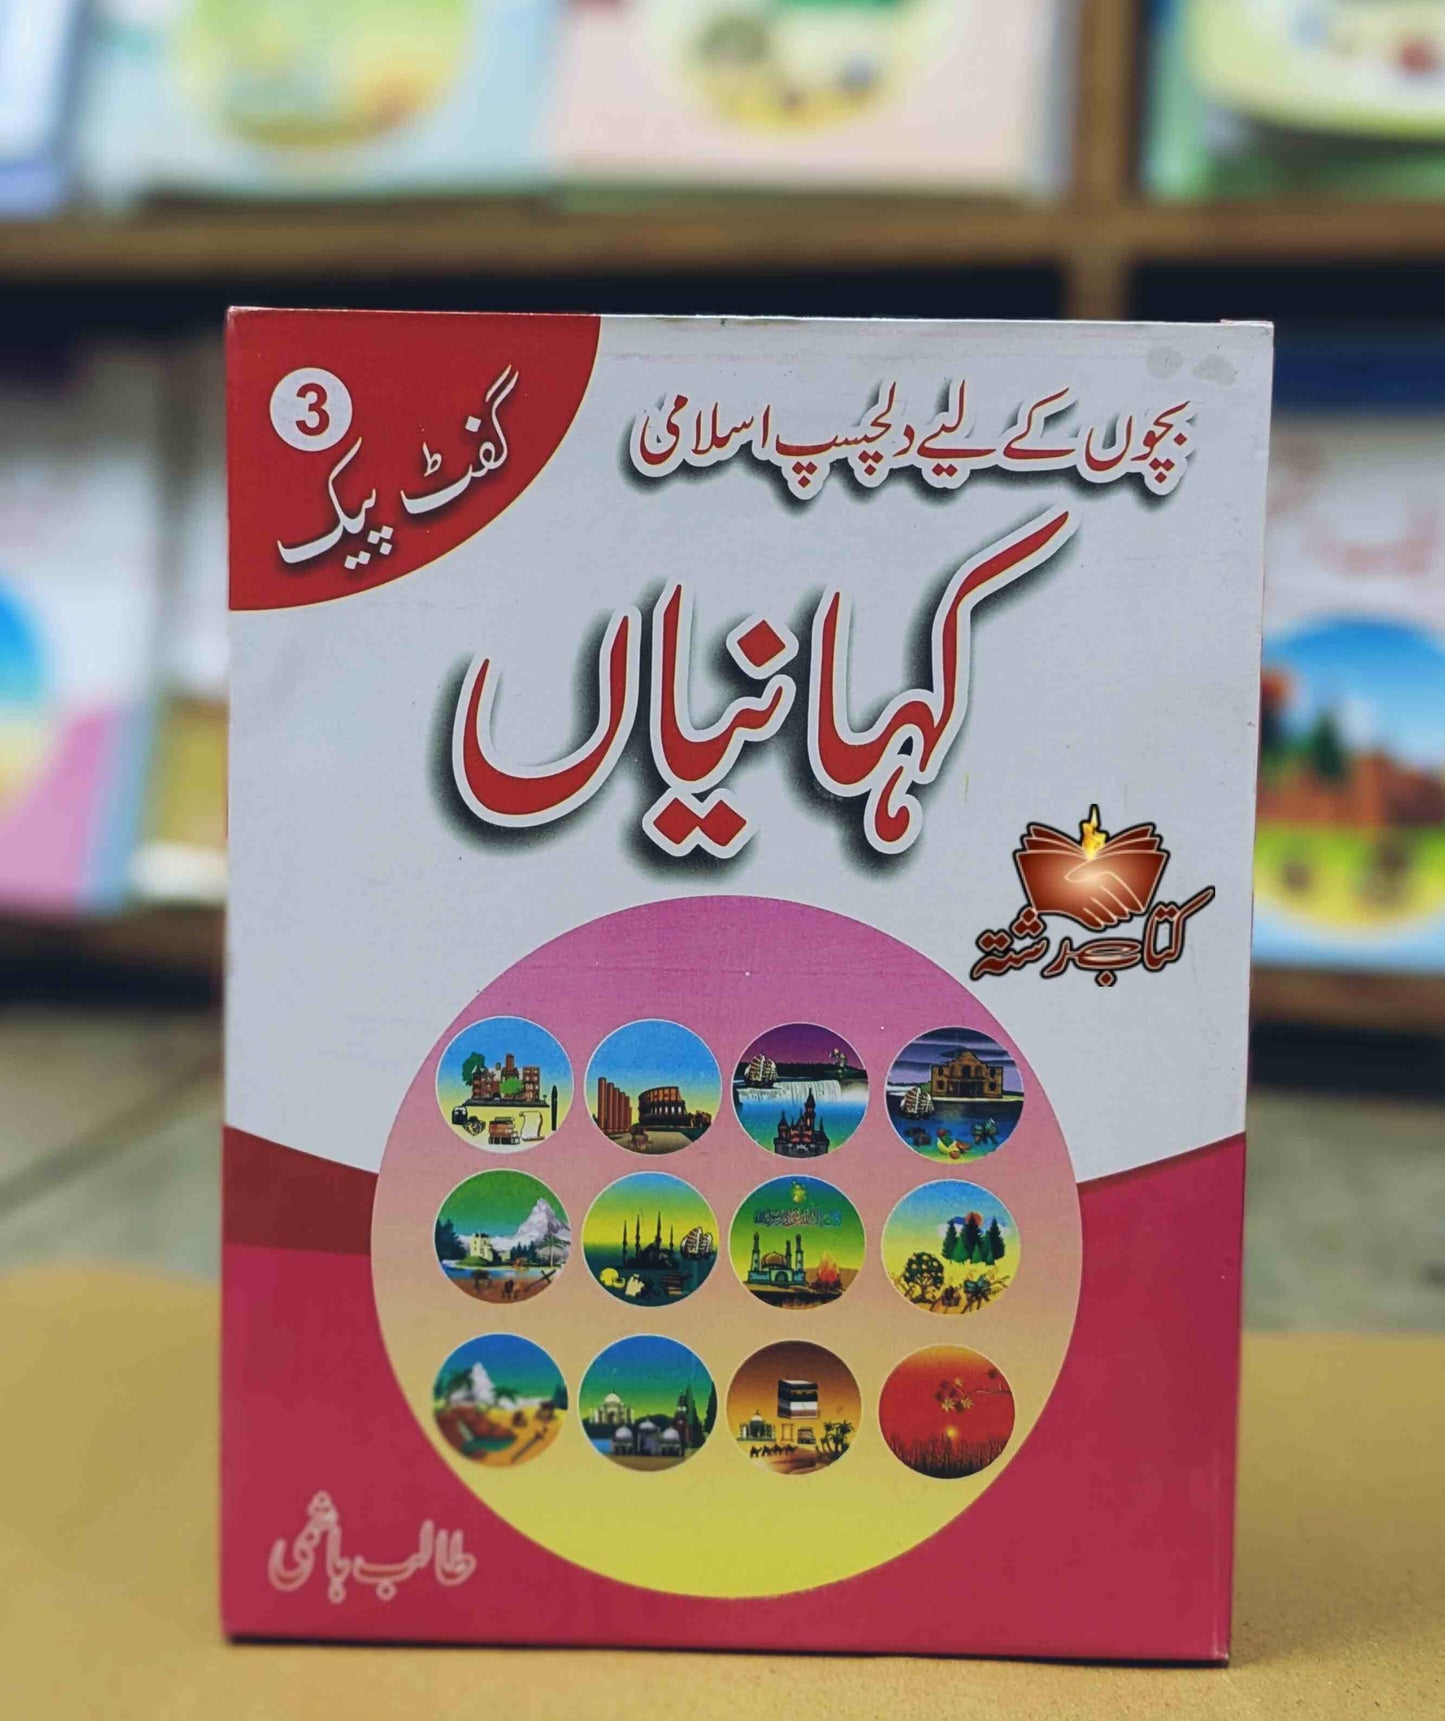 3
گفٹ پیک
بچوں کے لیے دلچسپ اسلامی
کہانیاں
کتاب رشتہ
طالب ہاشمی